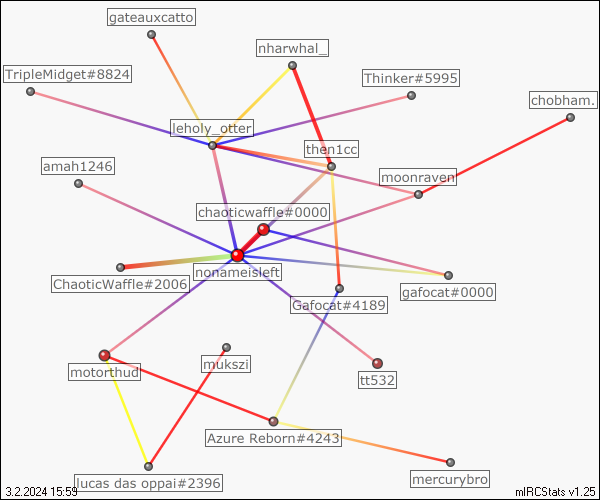 gateauxcatto
nharwhal_
TripleMidget#8824
Thinker#5995
chobham.
leholy_otter
then1cc
amah1246
moonraven
chaoticwaffle#0000
nonameisleft
ChaoticWaffle#2006
gafocat#0000
Gafocat#4189
motorthud
mukszi
tt532
Azure Reborn#4243
mercurybro
lucas das oppai#2396
3.2.2024 15:59
mIRCStats v1.25